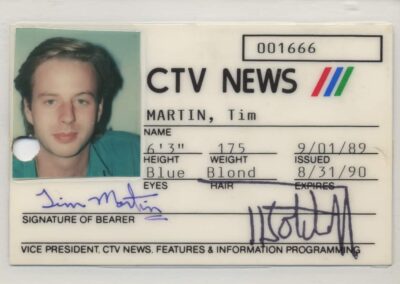 001666
CTV NEWS
MARTIN, Tim
NAME
6'3" 175 9/01/89
HEIGHT WEIGHT ISSUED
Blue Blond 8/31/90
EYES HAIR EXPIRES
Tim Martin
SIGNATURE OF BEARER
VICE PRESIDENT, CTV NEWS, FEATURES & INFORMATION PROGRAMMING